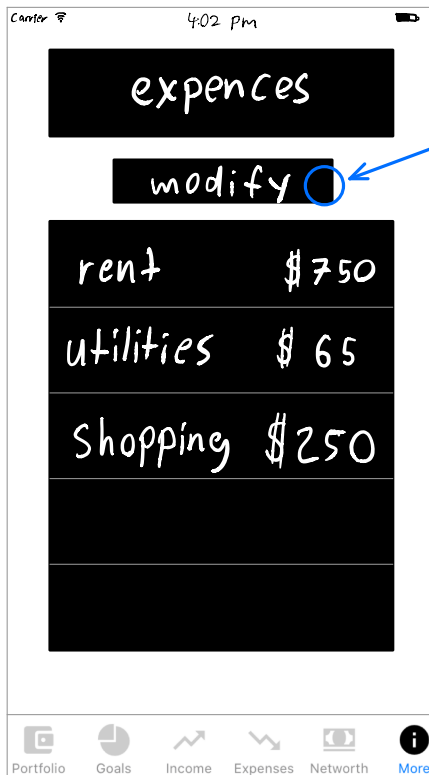 Carrier 4:02 pm
expences
modify
rent $750
utilities $ 65
shopping $250
Portfolio Goals Income Expenses Networth More